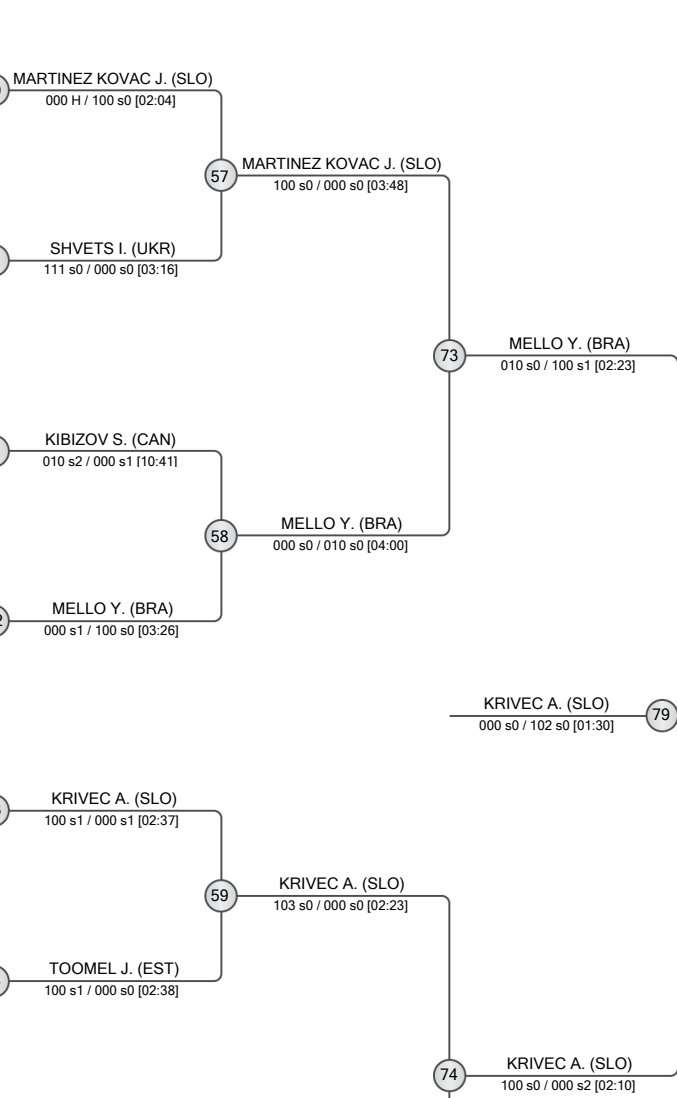 MARTINEZ KOVAC J. (SLO)
000 H / 100 s0 [02:04]
57
MARTINEZ KOVAC J. (SLO)
100 s0 / 000 s0 [03:48]
SHVETS I. (UKR)
111 s0 / 000 s0 [03:16]
73
MELLO Y. (BRA)
010 s0 / 100 s1 [02:23]
KIBIZOV S. (CAN)
010 s2 / 000 s1 [10:41]
58
MELLO Y. (BRA)
000 s0 / 010 s0 [04:00]
MELLO Y. (BRA)
000 s1 / 100 s0 [03:26]
KRIVEC A. (SLO)
000 s0 / 102 s0 [01:30]
79
KRIVEC A. (SLO)
100 s1 / 000 s1 [02:37]
59
KRIVEC A. (SLO)
103 s0 / 000 s0 [02:23]
TOOMEL J. (EST)
100 s1 / 000 s0 [02:38]
74
KRIVEC A. (SLO)
100 s0 / 000 s2 [02:10]